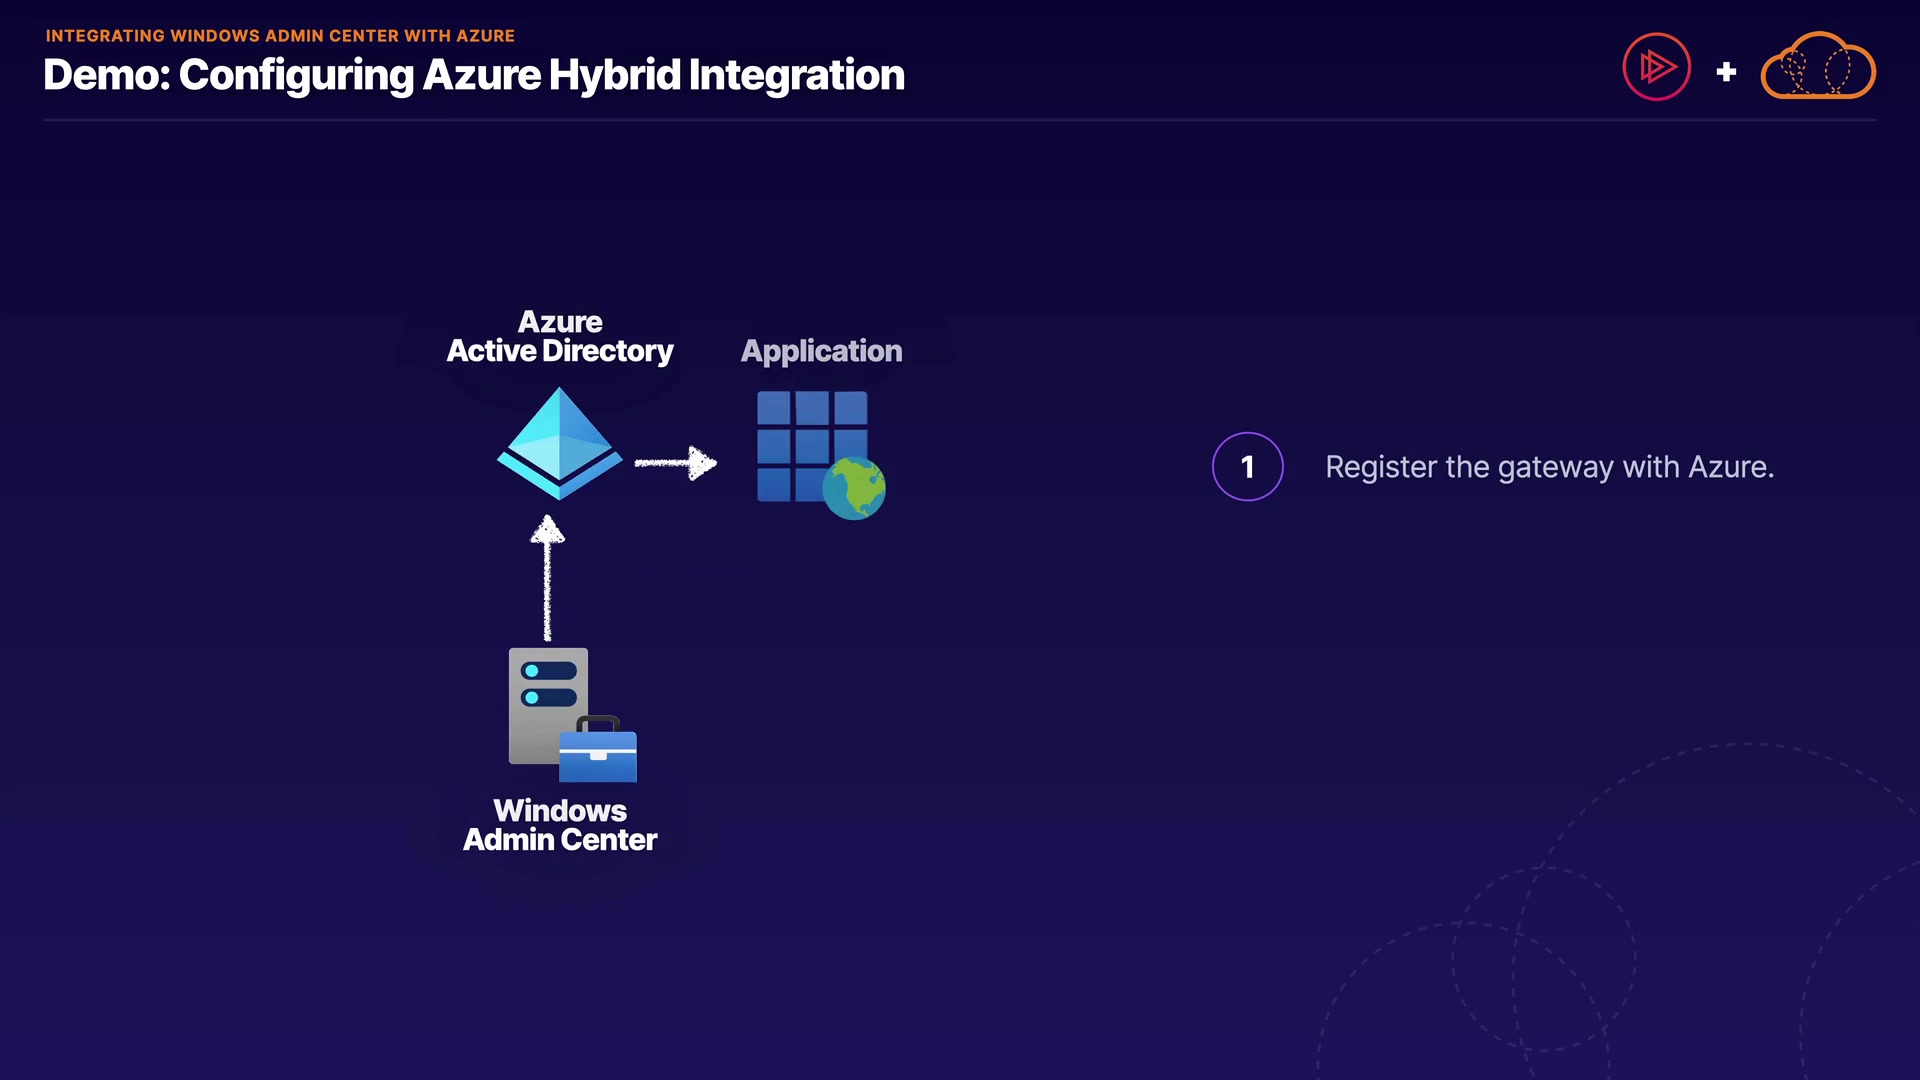 INTEGRATING WINDOWS ADMIN CENTER WITH AZURE
Demo: Configuring Azure Hybrid Integration
Azure
Active Directory
Application
1
Register the gateway with Azure.
Windows
Admin Center